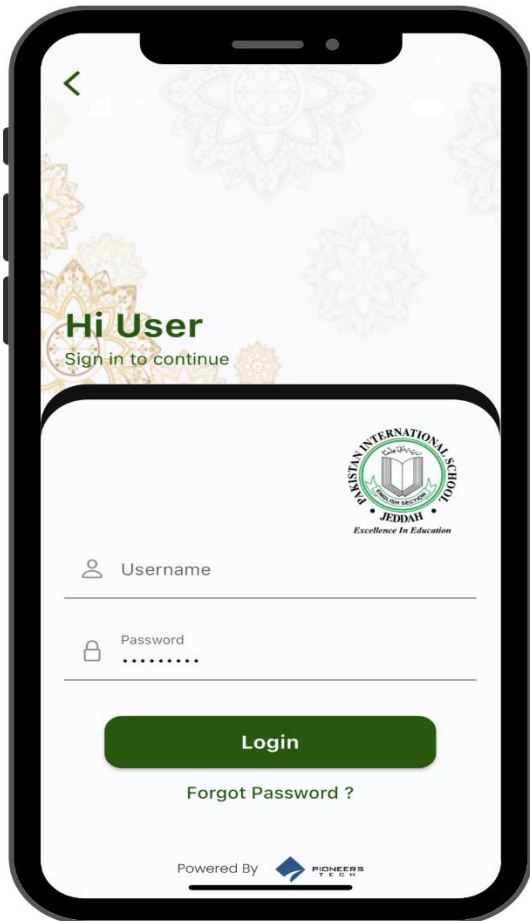 Hi User
Sign in to continue
PAKISTAN INTERNATIONAL SCHOOL
ENGLISH SECTION
• JEDDAH •
Excellence In Education
Username
Password
•••••••••
Login
Forgot Password ?
Powered By PIONEERS
TECH